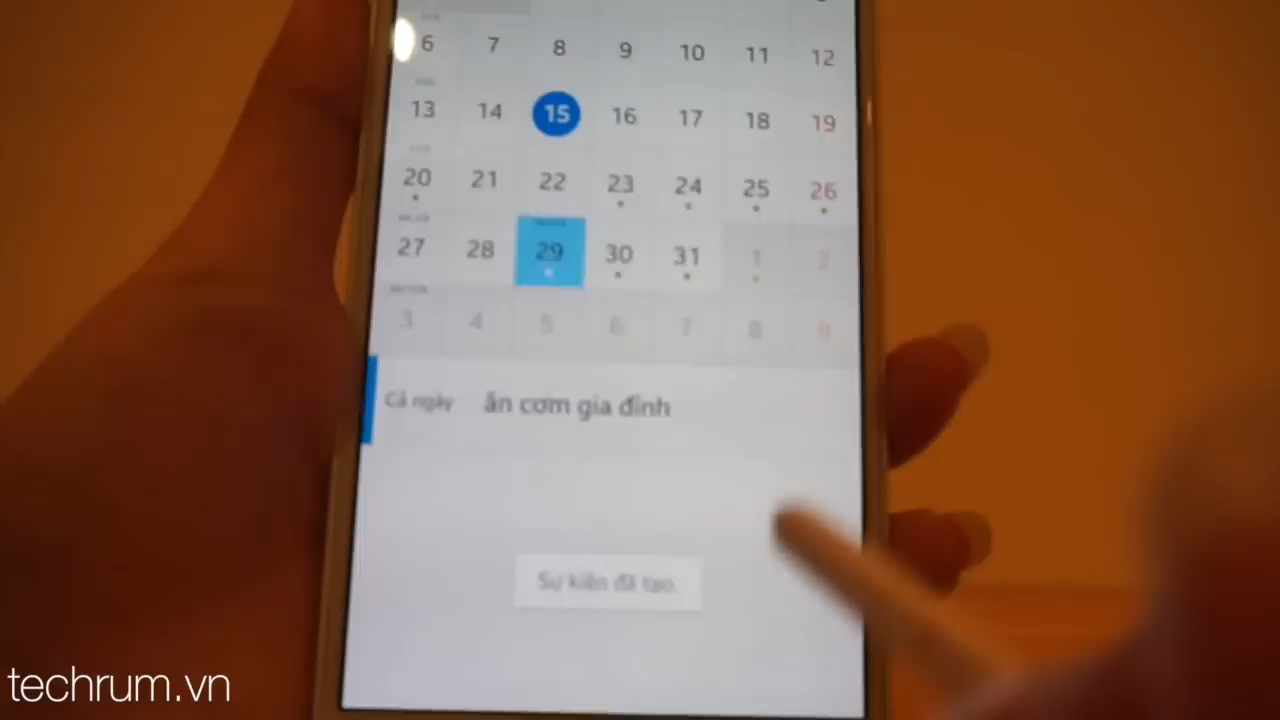 6 7 8 9 10 11 12
13 14 15 16 17 18 19
20 21 22 23 24 25 26
27 28 29 30 31 1 2
3 4 5 6 7 8 9
Cả ngày ăn cơm gia đình
Sự kiện đã tạo.
techrum.vn